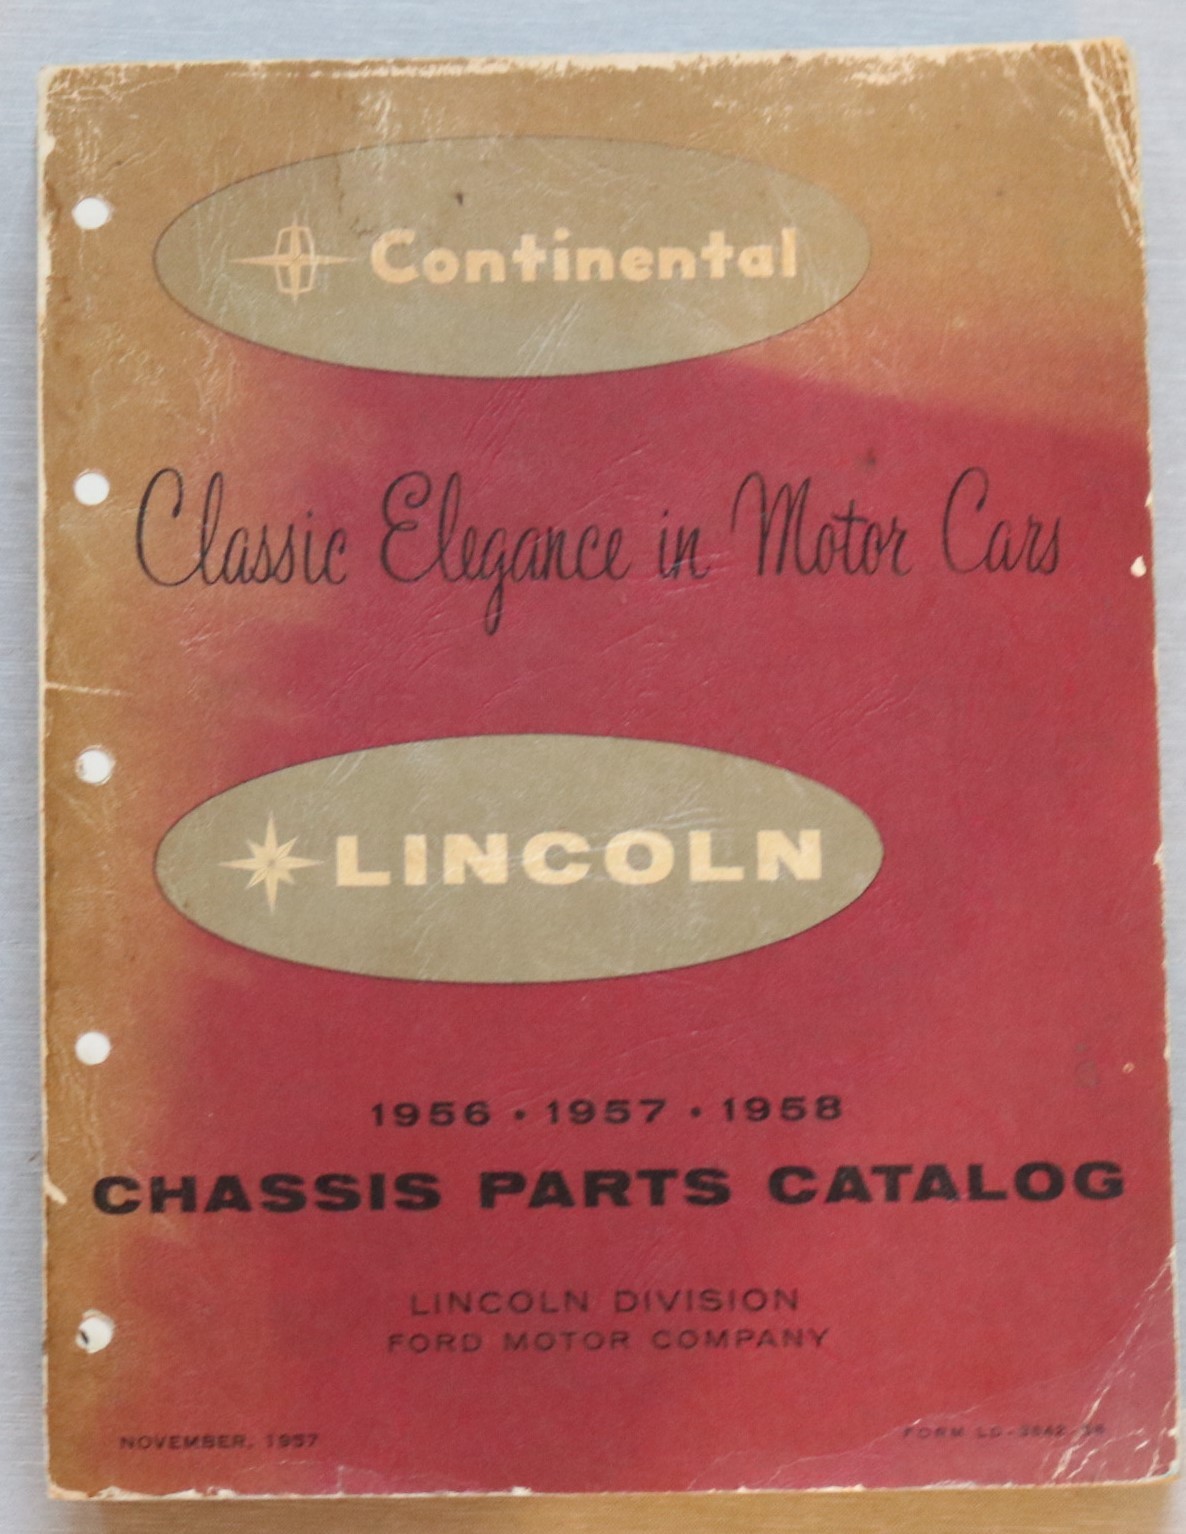 Continental
Classic Elegance in Motor Cars
LINCOLN
1956 • 1957 • 1958
CHASSIS PARTS CATALOG
LINCOLN DIVISION
FORD MOTOR COMPANY
NOVEMBER, 1957
FORM